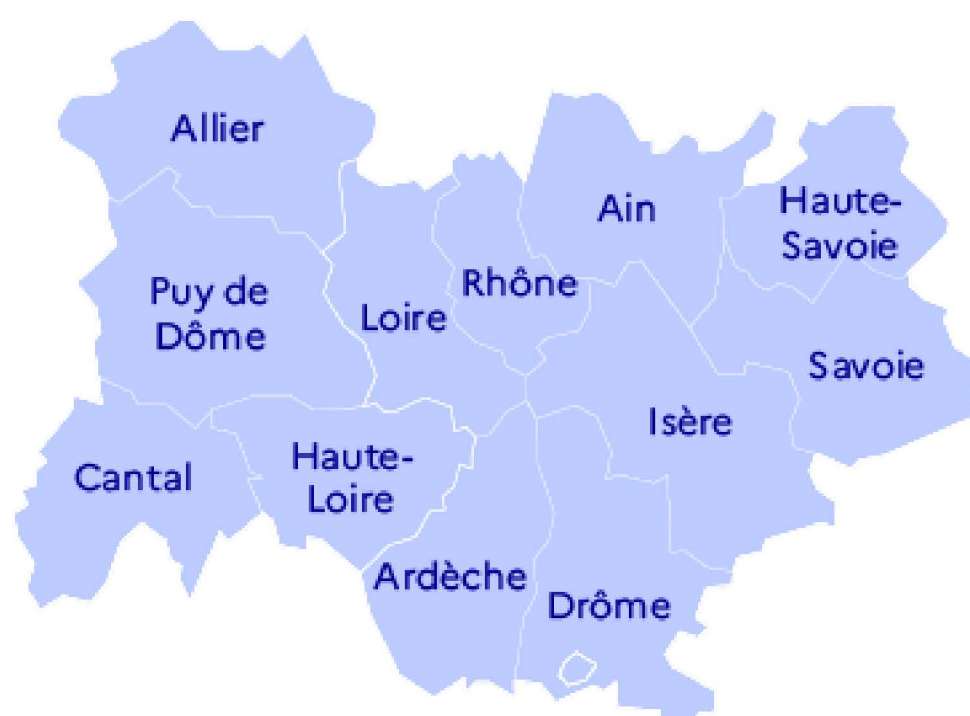 Allier
Ain
Haute-
Savoie
Puy de
Dôme
Loire
Rhône
Savoie
Isère
Cantal
Haute-
Loire
Ardèche
Drôme